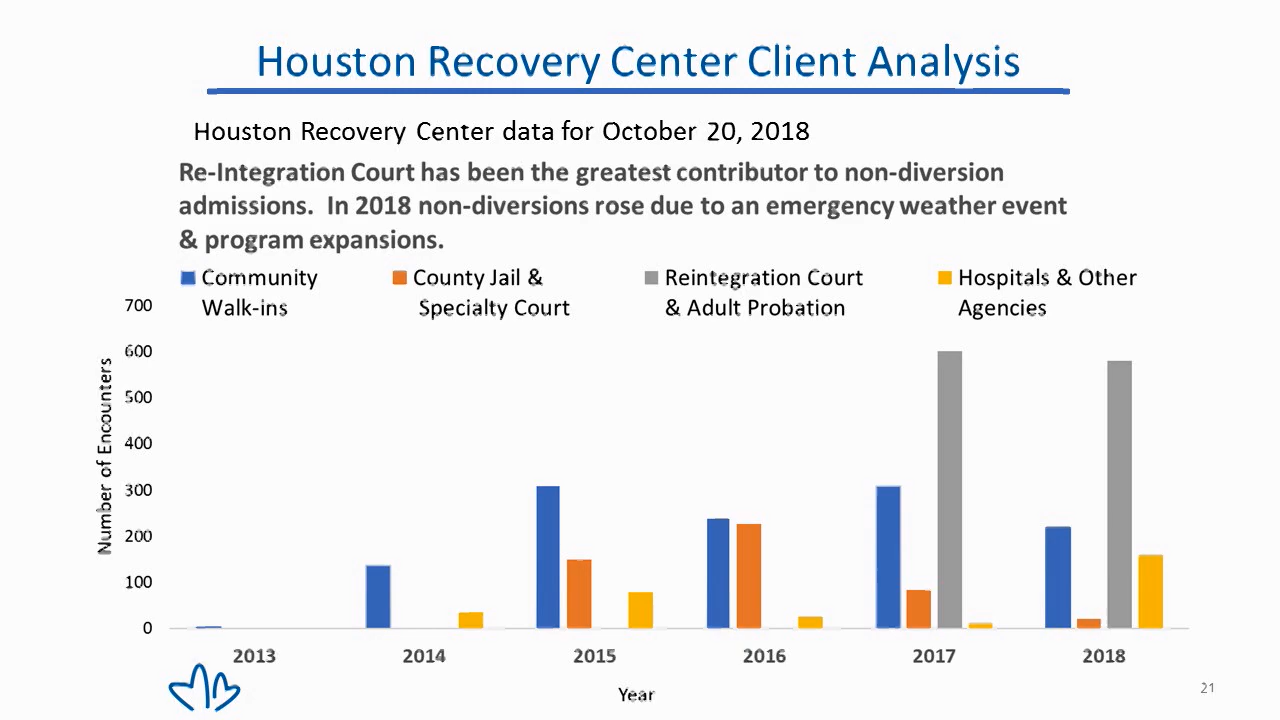 Houston Recovery Center Client Analysis
Houston Recovery Center data for October 20, 2018
Re-Integration Court has been the greatest contributor to non-diversion
admissions.  In 2018 non-diversions rose due to an emergency weather event
& program expansions.
Community
Walk-ins
County Jail &
Specialty Court
Reintegration Court
& Adult Probation
Hospitals & Other
Agencies
700
600
500
400
300
200
100
0
Number of Encounters
2013
2014
2015
2016
2017
2018
Year
21